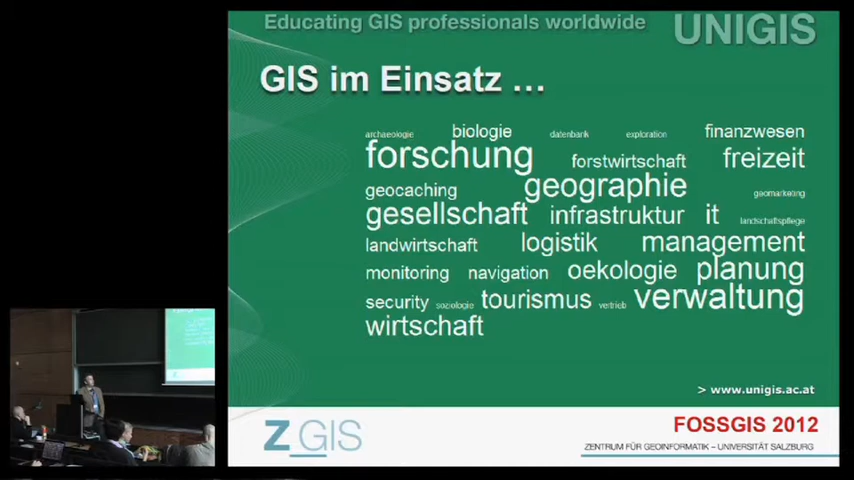 Educating GIS professionals worldwide
UNIGIS
GIS im Einsatz ...
archaeologie biologie datenbank exploration finanzwesen
forschung forstwirtschaft freizeit
geocaching geographie geomarketing
gesellschaft infrastruktur it landschaftspflege
landwirtschaft logistik management
monitoring navigation oekologie planung
security soziologie tourismus vertrieb verwaltung
wirtschaft
> www.unigis.ac.at
Z_GIS
FOSSGIS 2012
ZENTRUM FÜR GEOINFORMATIK – UNIVERSITÄT SALZBURG